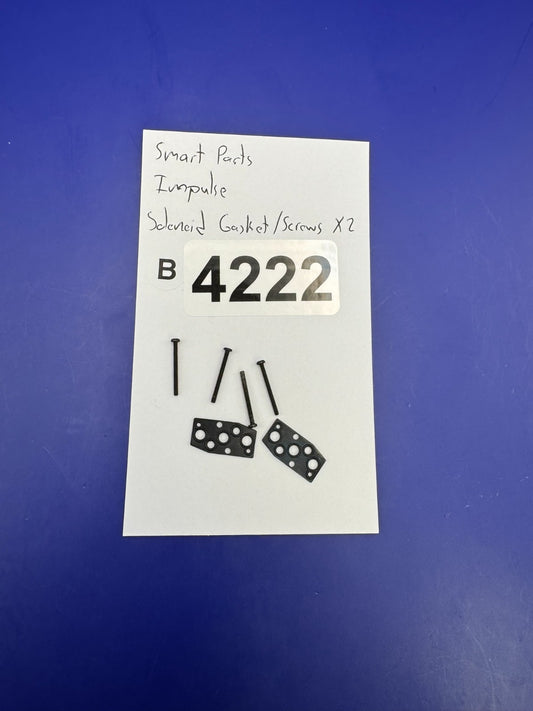 Smart Parts
Impulse
Solenoid Gasket/Screws X2
B 4222